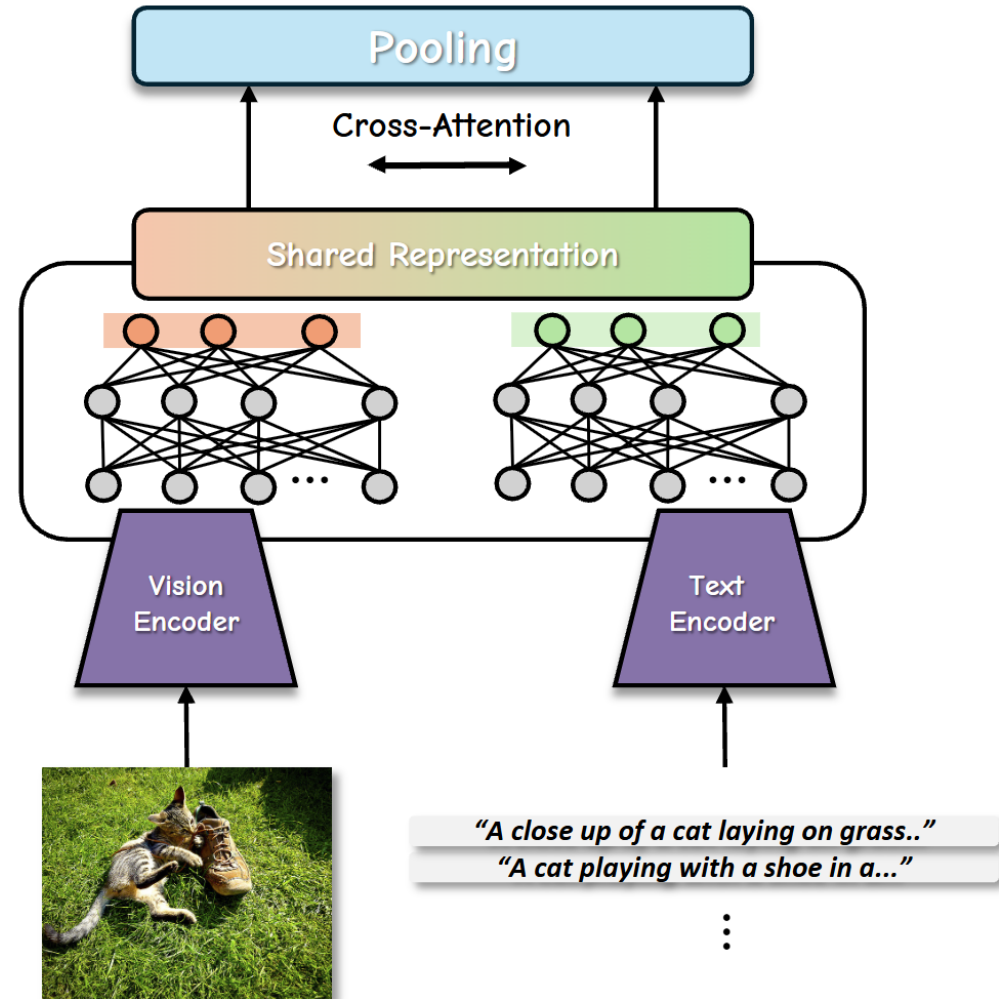 Pooling
Cross-Attention
Shared Representation
...
...
Vision
Encoder
Text
Encoder
“A close up of a cat laying on grass..”
“A cat playing with a shoe in a...”